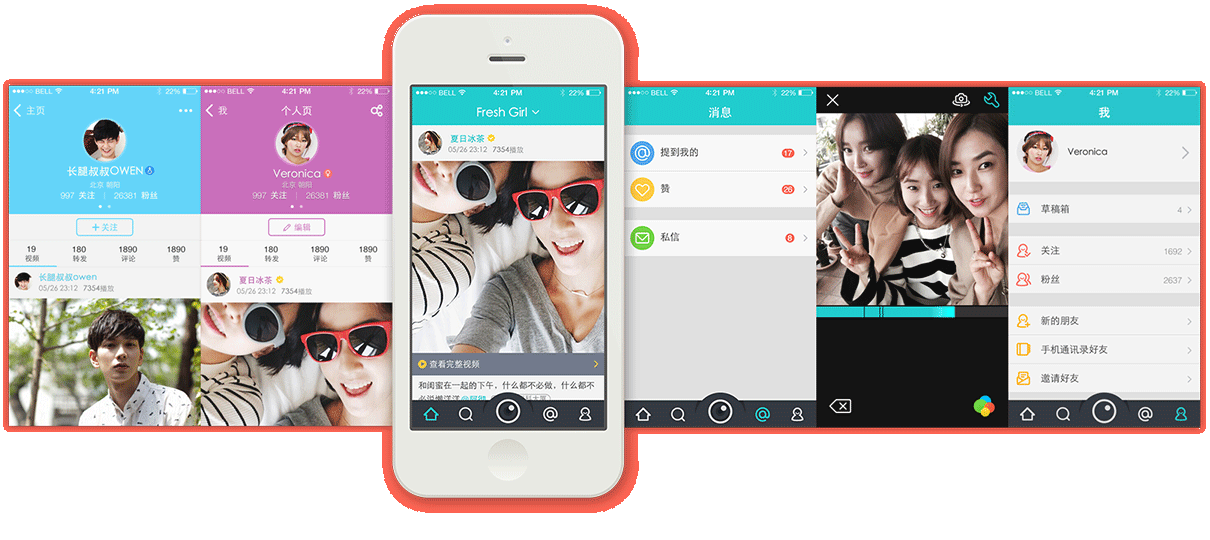 BELL 4:21 PM 22%
主页
长腿叔叔OWEN
北京 朝阳
997 关注 | 26381 粉丝
+关注
19 180 1890 1890
视频 转发 评论 赞
长腿叔叔owen
05/26 23:12 7354播放
BELL 4:21 PM 22%
我 个人页
Veronica
北京 朝阳
997 关注 | 26381 粉丝
编辑
19 180 1890 1890
视频 转发 评论 赞
夏日冰茶
05/26 23:12 7354播放
BELL 4:21 PM 22%
Fresh Girl
夏日冰茶
05/26 23:12 7354播放
查看完整视频
和闺蜜在一起的下午，什么都不必做，什么都不
BELL 4:21 PM 22%
消息
提到我的 17
赞 26
私信 8
BELL 4:21 PM 22%
我
Veronica
草稿箱 4
关注 1692
粉丝 2637
新的朋友
手机通讯录好友
邀请好友